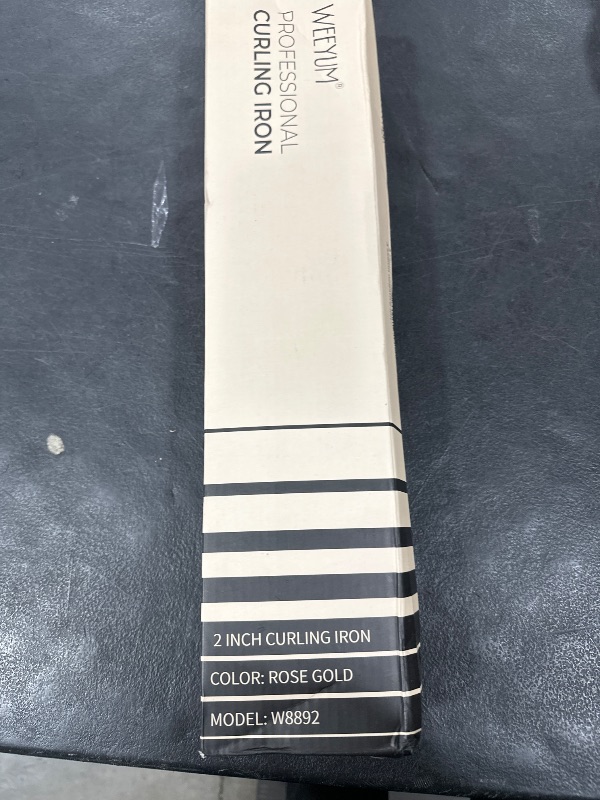 WEEYUM®
PROFESSIONAL
CURLING IRON
2 INCH CURLING IRON
COLOR: ROSE GOLD
MODEL: W8892